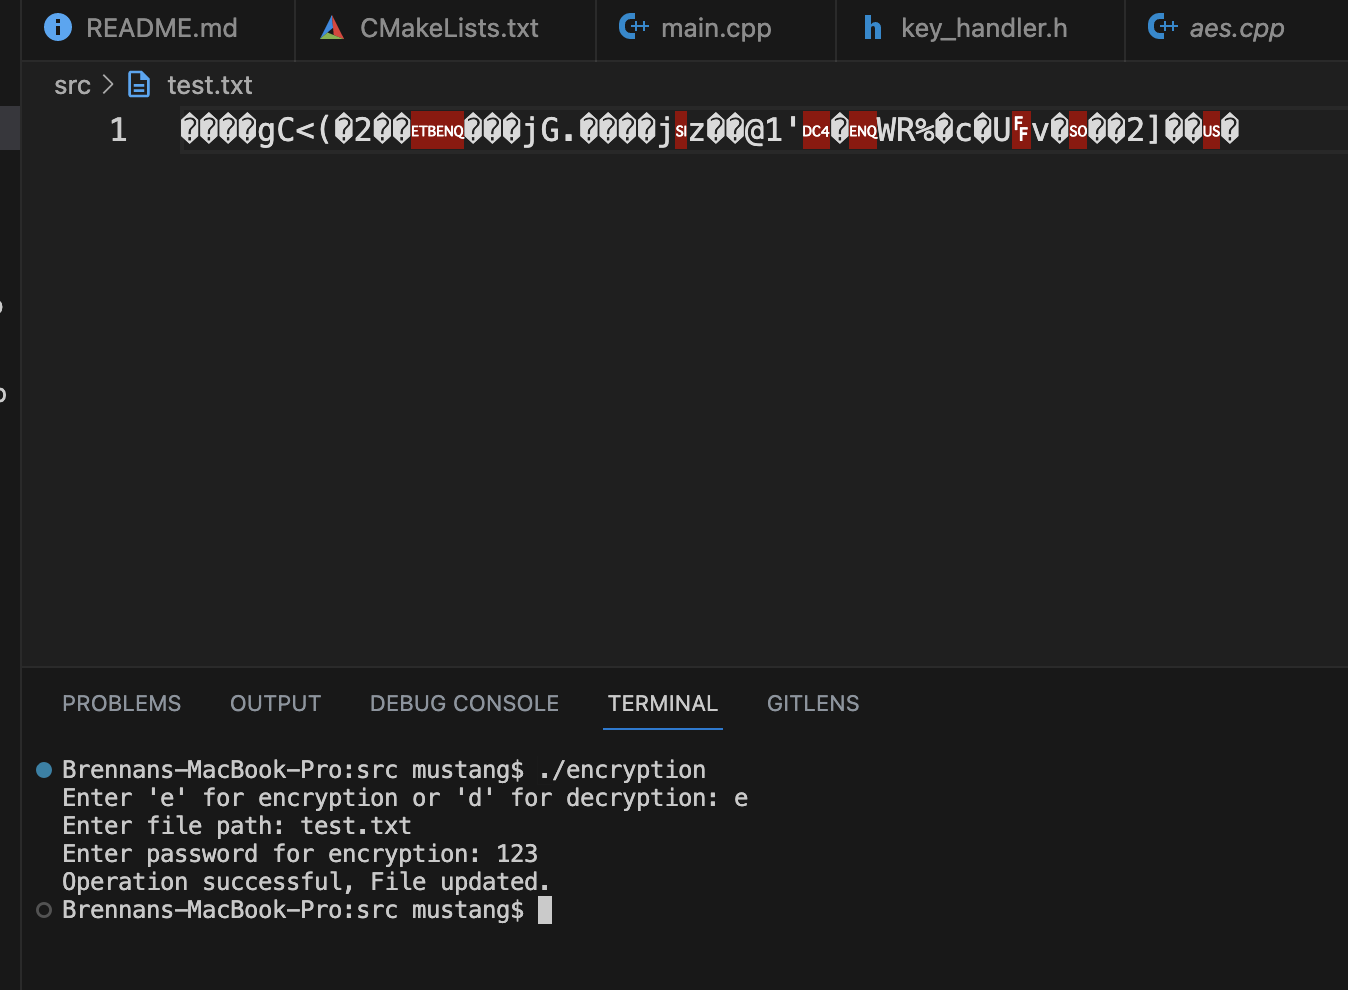 README.md CMakeLists.txt main.cpp key_handler.h aes.cpp
src > test.txt
1 ����gC<(�2��ETBENQ���jG.����jSIz��@1'DC4�ENQWR%�c�UFFv�SO��2]��US�
PROBLEMS OUTPUT DEBUG CONSOLE TERMINAL GITLENS
Brennans-MacBook-Pro:src mustang$ ./encryption
Enter 'e' for encryption or 'd' for decryption: e
Enter file path: test.txt
Enter password for encryption: 123
Operation successful, File updated.
Brennans-MacBook-Pro:src mustang$